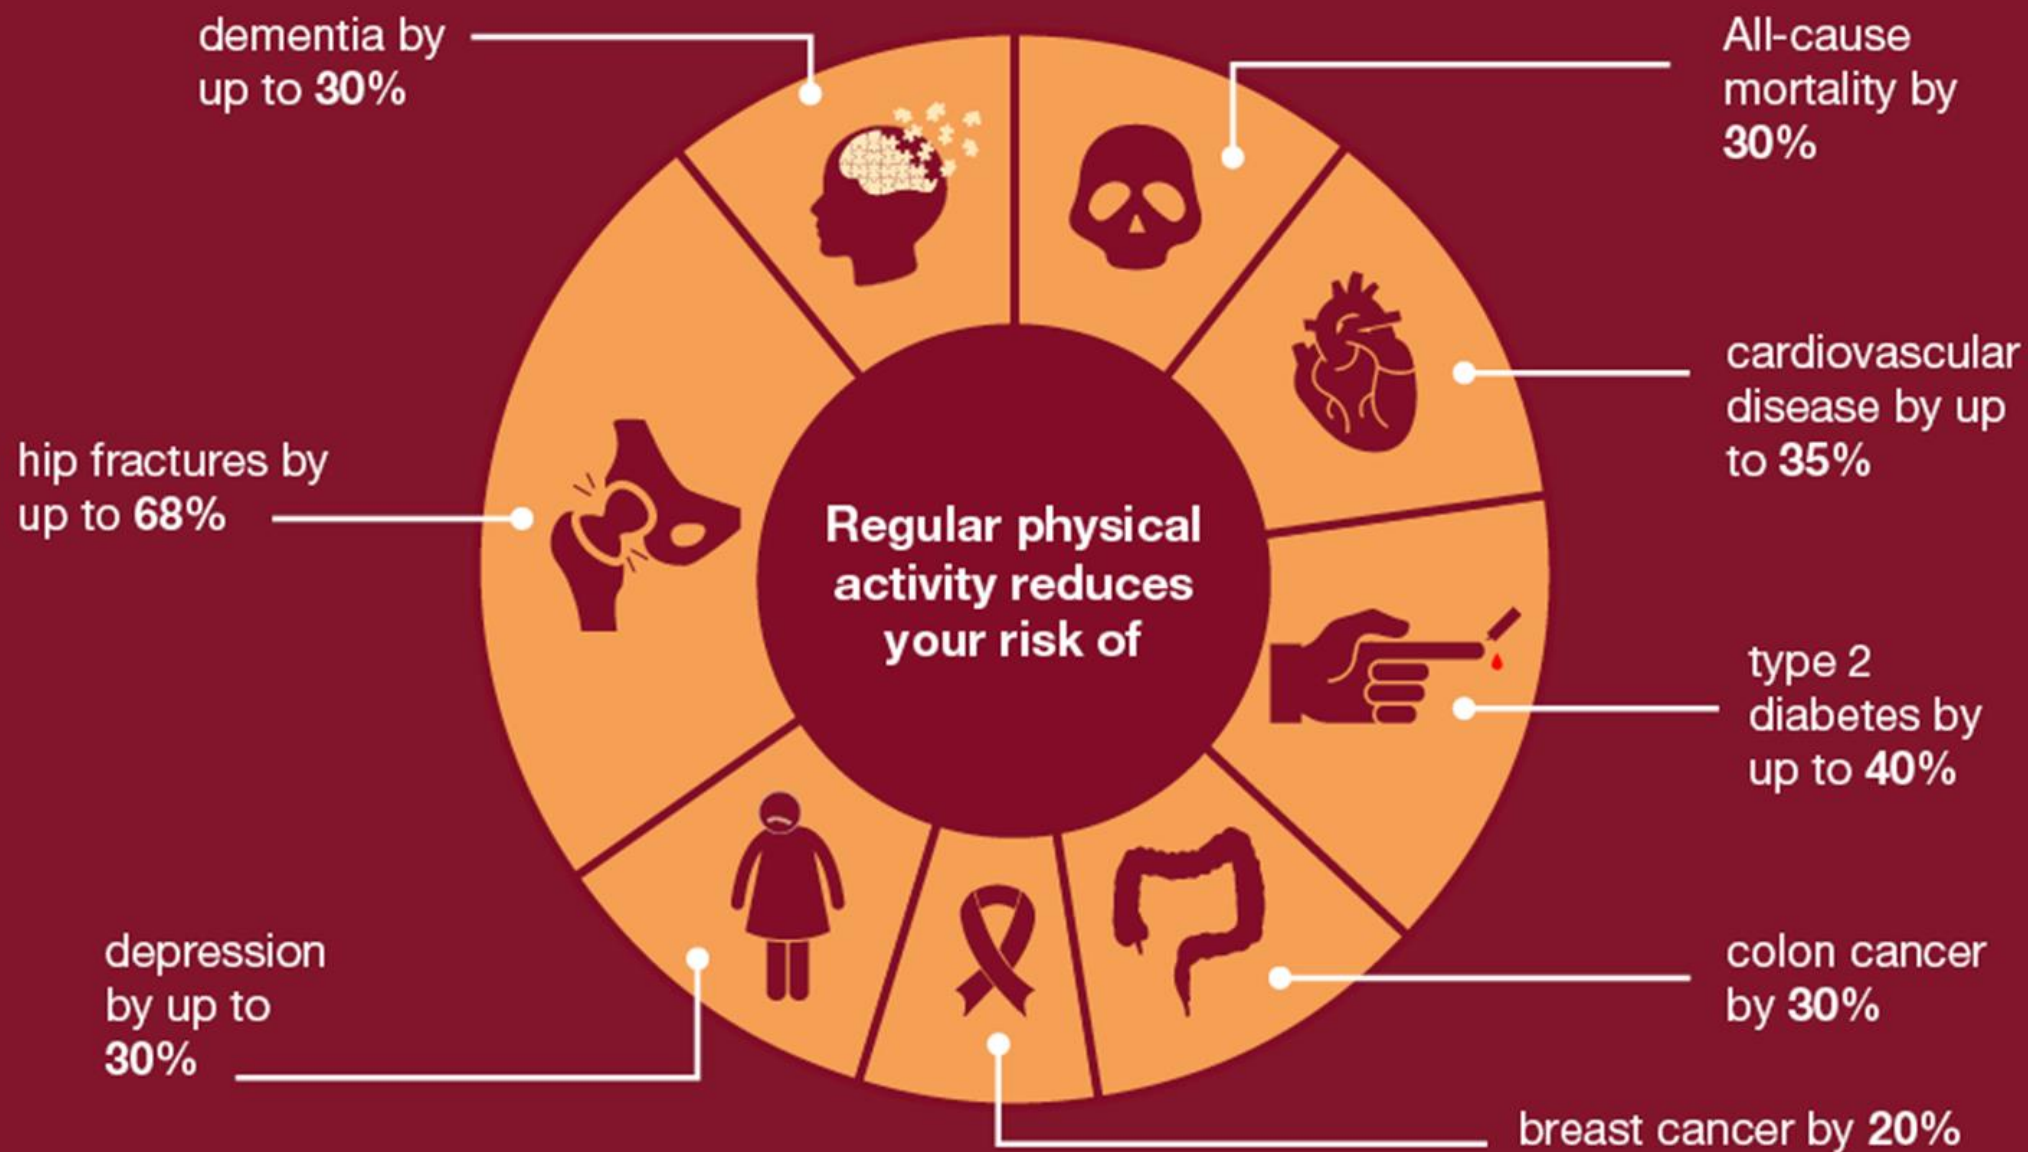 Regular physical
activity reduces
your risk of
All-cause
mortality by
30%
cardiovascular
disease by up
to 35%
type 2
diabetes by
up to 40%
colon cancer
by 30%
breast cancer by 20%
depression
by up to
30%
hip fractures by
up to 68%
dementia by
up to 30%